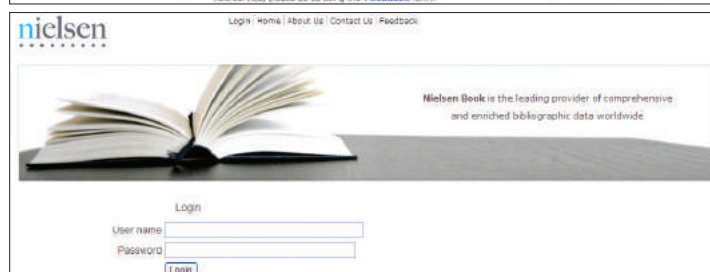 nielsen
Login | Home | About Us | Contact Us | Feedback
Nielsen Book is the leading provider of comprehensive
and enriched bibliographic data worldwide
Login
User name
Password
Login